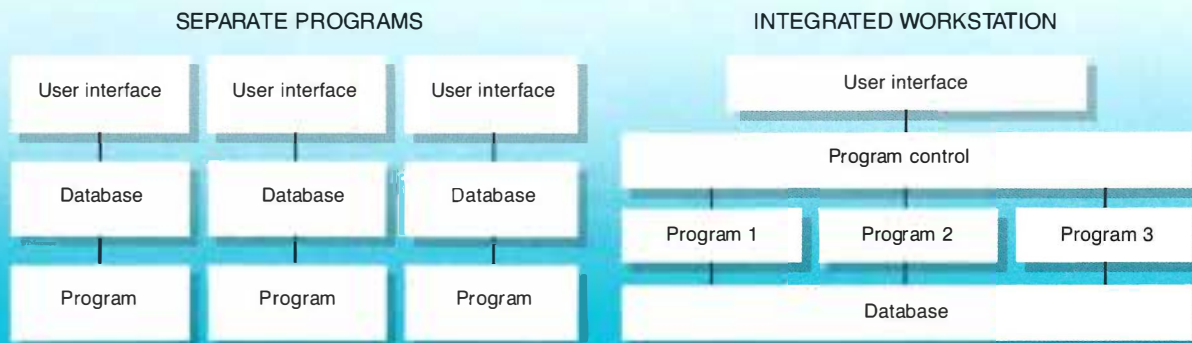 SEPARATE PROGRAMS
User interface User interface User interface
Database Database Database
Program Program Program
INTEGRATED WORKSTATION
User interface
Program control
Program 1 Program 2 Program 3
Database